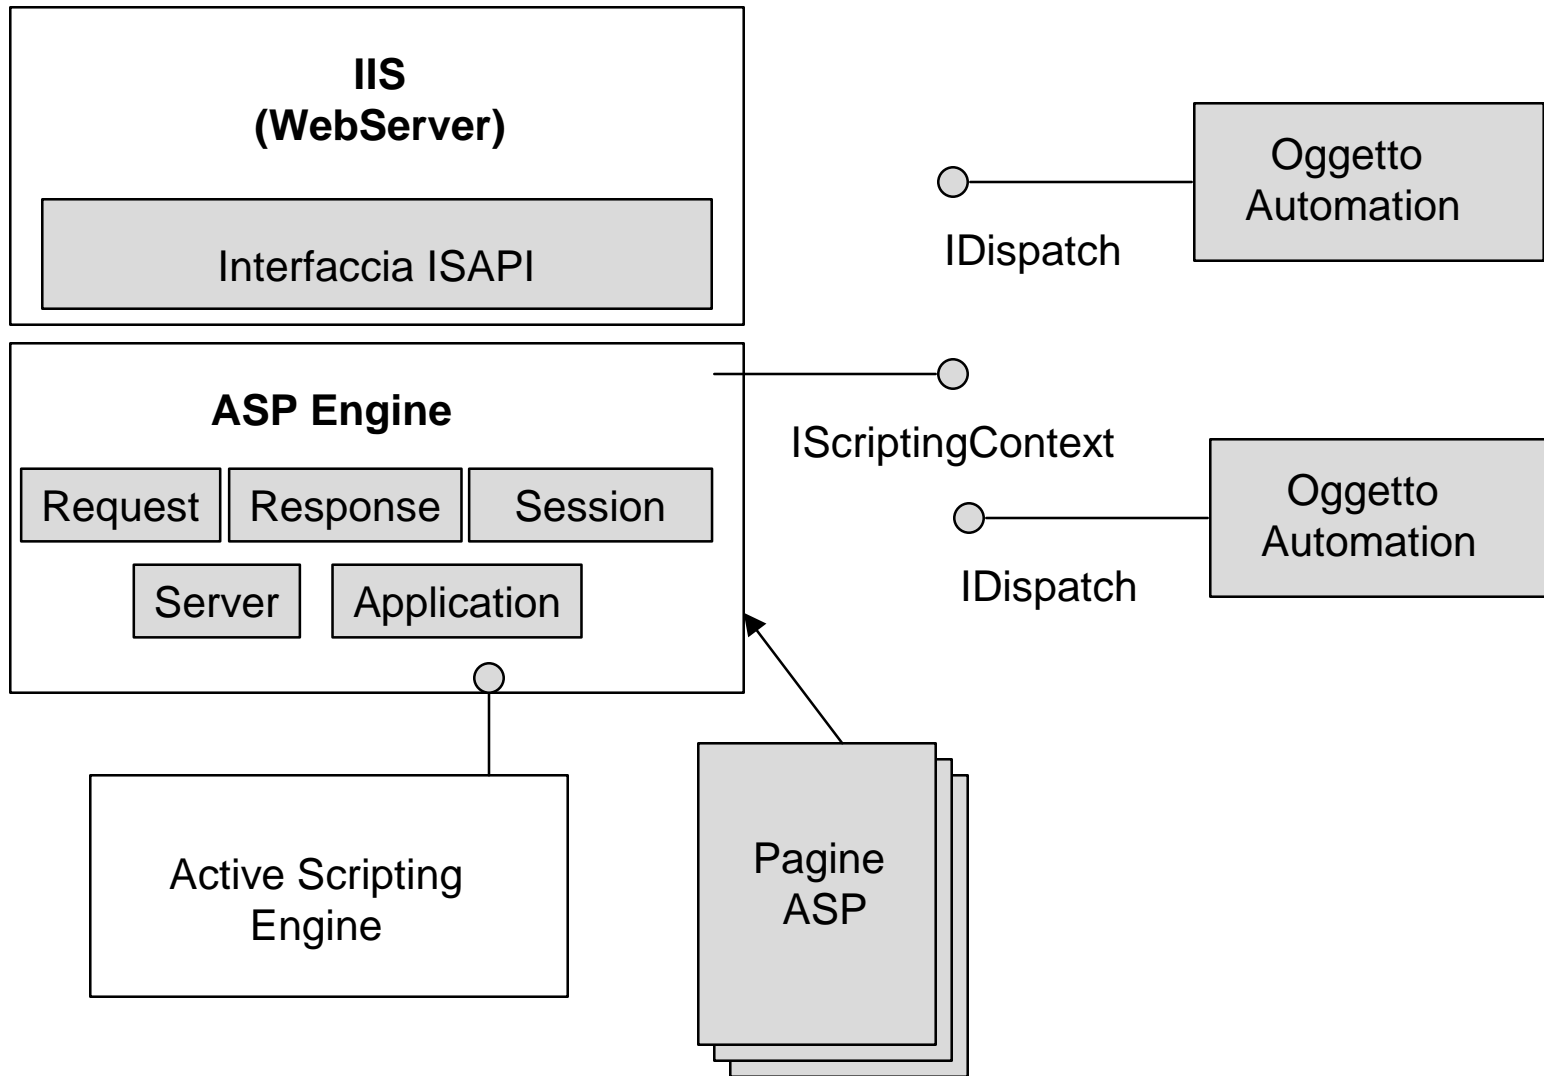 IIS
(WebServer)
Interfaccia ISAPI
Oggetto
Automation
IDispatch
ASP Engine
IScriptingContext
Request
Response
Session
Server
Application
Oggetto
Automation
IDispatch
Active Scripting
Engine
Pagine
ASP